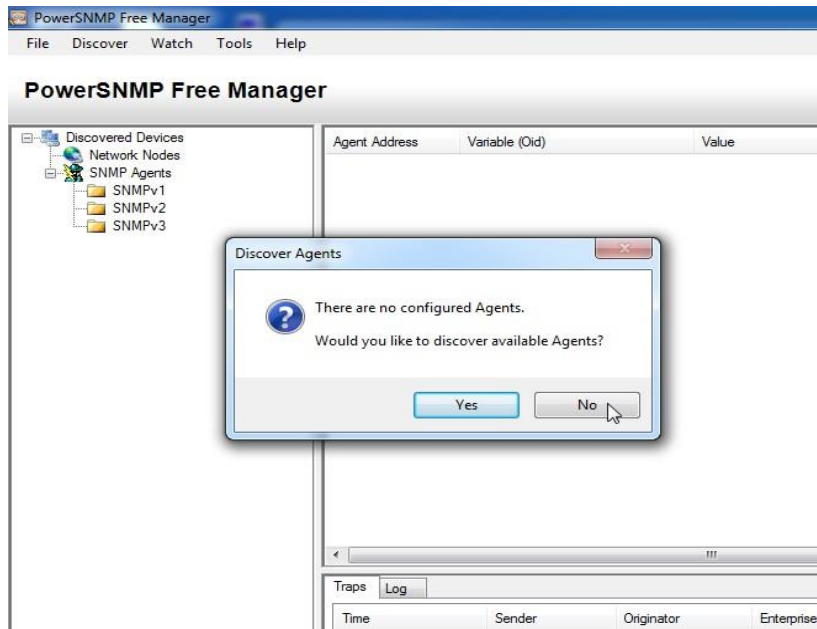 PowerSNMP Free Manager
File Discover Watch Tools Help
PowerSNMP Free Manager
Discovered Devices
Network Nodes
SNMP Agents
SNMPv1
SNMPv2
SNMPv3
Agent Address Variable (Oid) Value
Discover Agents
There are no configured Agents.
Would you like to discover available Agents?
Yes No
Traps Log
Time Sender Originator Enterprise